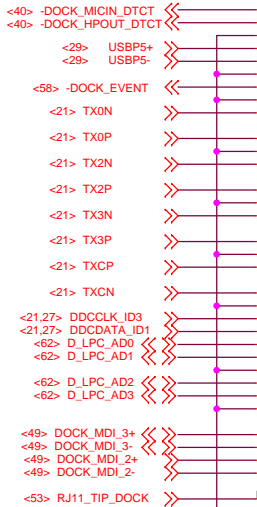 <40> -DOCK_MICIN_DTCT
<40> -DOCK_HPOUT_DTCT
<29> USBP5+
<29> USBP5-
<58> -DOCK_EVENT
<21> TX0N
<21> TX0P
<21> TX2N
<21> TX2P
<21> TX3N
<21> TX3P
<21> TXCP
<21> TXCN
<21,27> DDCCLK_ID3
<21,27> DDCDATA_ID1
<62> D_LPC_AD0
<62> D_LPC_AD1
<62> D_LPC_AD2
<62> D_LPC_AD3
<49> DOCK_MDI_3+
<49> DOCK_MDI_3-
<49> DOCK_MDI_2+
<49> DOCK_MDI_2-
<53> RJ11_TIP_DOCK